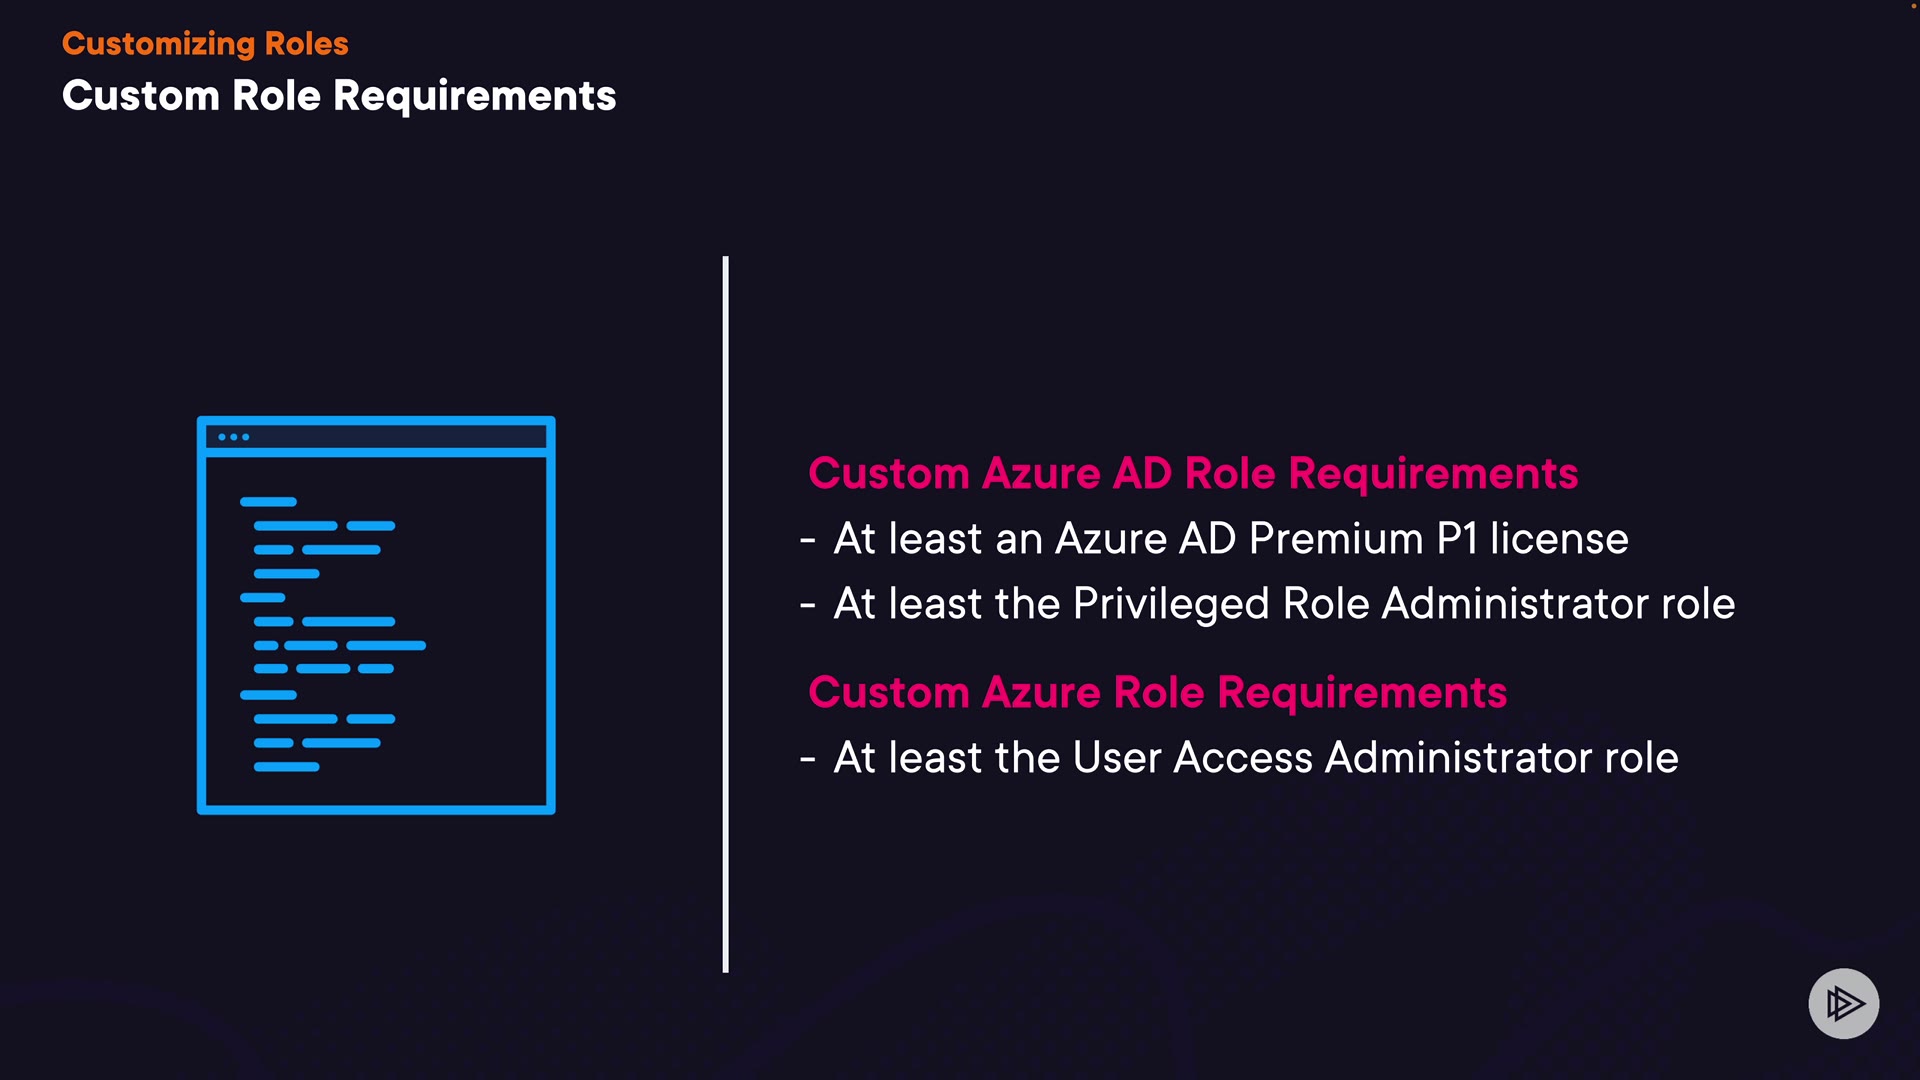 Customizing Roles
Custom Role Requirements
Custom Azure AD Role Requirements
- At least an Azure AD Premium P1 license
- At least the Privileged Role Administrator role
Custom Azure Role Requirements
- At least the User Access Administrator role